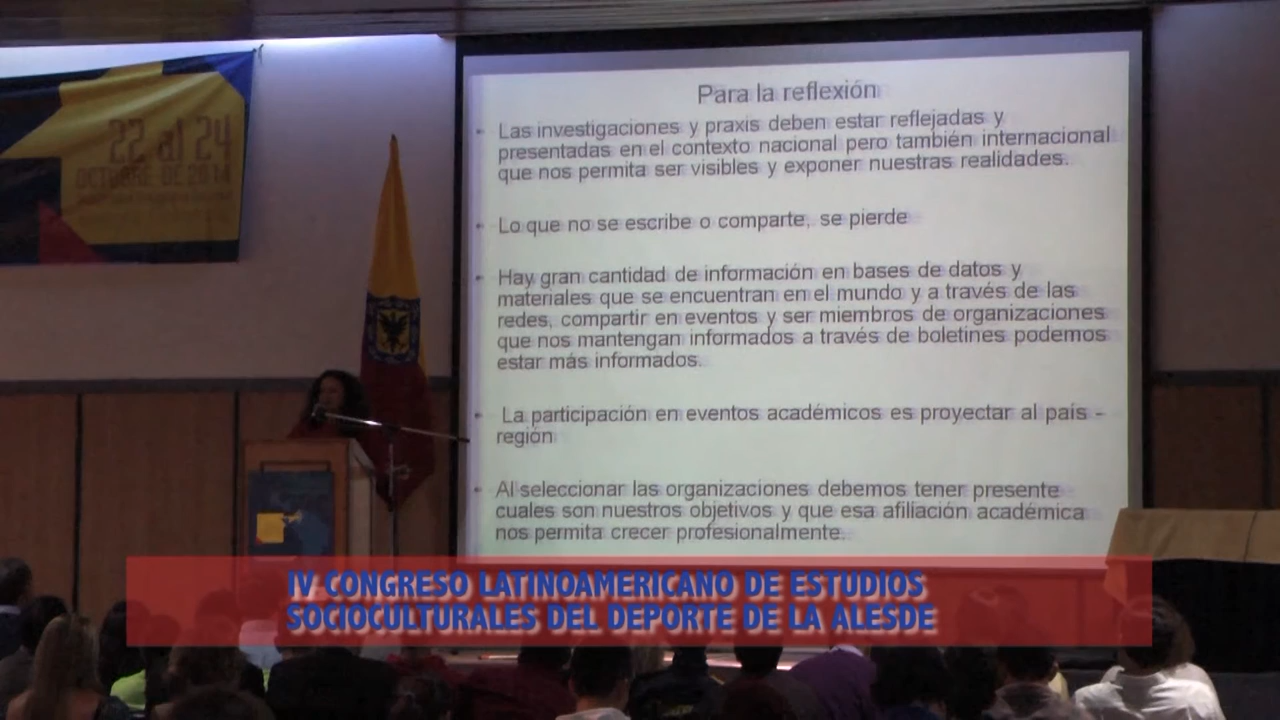 22 al 24
OCTUBRE DE 2014
Para la reflexión
Las investigaciones y praxis deben estar reflejadas y
presentadas en el contexto nacional pero también internacional
que nos permita ser visibles y exponer nuestras realidades.
Lo que no se escribe o comparte, se pierde
Hay gran cantidad de información en bases de datos y
materiales que se encuentran en el mundo y a través de las
redes, compartir en eventos y ser miembros de organizaciones
que nos mantengan informados a través de boletines podemos
estar más informados.
La participación en eventos académicos es proyectar al país -
región
Al seleccionar las organizaciones debemos tener presente
cuales son nuestros objetivos y que esa afiliación académica
nos permita crecer profesionalmente.
IV CONGRESO LATINOAMERICANO DE ESTUDIOS
SOCIOCULTURALES DEL DEPORTE DE LA ALESDE